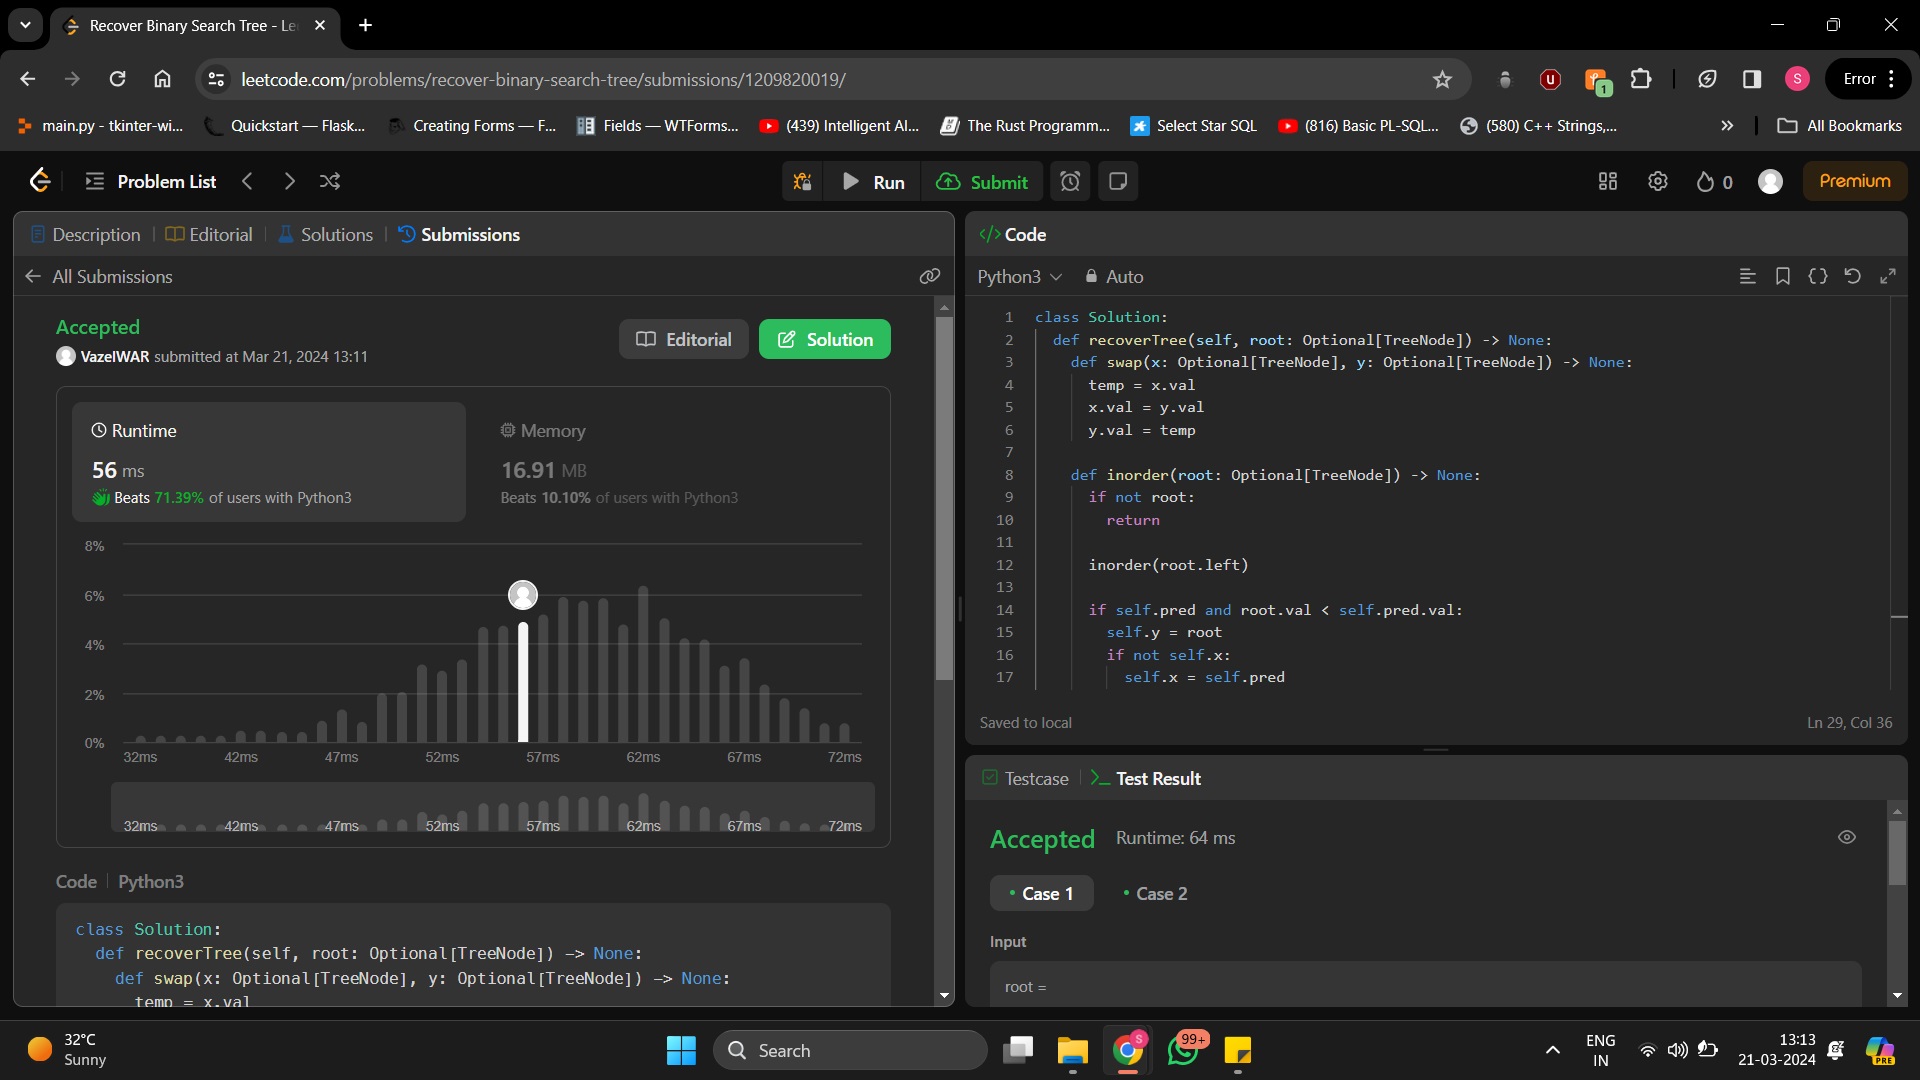 Recover Binary Search Tree - Le
leetcode.com/problems/recover-binary-search-tree/submissions/1209820019/
1
S
Error
main.py - tkinter-wi...
Quickstart — Flask...
Creating Forms — F...
Fields — WTForms...
(439) Intelligent Al...
The Rust Programm...
Select Star SQL
(816) Basic PL-SQL...
(580) C++ Strings,...
All Bookmarks
Problem List
Run
Submit
0
Premium
Description
Editorial
Solutions
Submissions
All Submissions
Accepted
VazelWAR submitted at Mar 21, 2024 13:11
Editorial
Solution
Runtime
56 ms
Beats 71.39% of users with Python3
Memory
16.91 MB
Beats 10.10% of users with Python3
8%
6%
4%
2%
0%
32ms 42ms 47ms 52ms 57ms 62ms 67ms 72ms
32ms 42ms 47ms 52ms 57ms 62ms 67ms 72ms
Code Python3
class Solution:
def recoverTree(self, root: Optional[TreeNode]) -> None:
def swap(x: Optional[TreeNode], y: Optional[TreeNode]) -> None:
temp = x.val
</> Code
Python3
Auto
1 class Solution:
2 def recoverTree(self, root: Optional[TreeNode]) -> None:
3 def swap(x: Optional[TreeNode], y: Optional[TreeNode]) -> None:
4 temp = x.val
5 x.val = y.val
6 y.val = temp
7
8 def inorder(root: Optional[TreeNode]) -> None:
9 if not root:
10 return
11
12 inorder(root.left)
13
14 if self.pred and root.val < self.pred.val:
15 self.y = root
16 if not self.x:
17 self.x = self.pred
Saved to local
Ln 29, Col 36
Testcase
Test Result
Accepted Runtime: 64 ms
Case 1
Case 2
Input
root =
32°C
Sunny
Search
S
99+
ENG
IN
13:13
21-03-2024
PRE